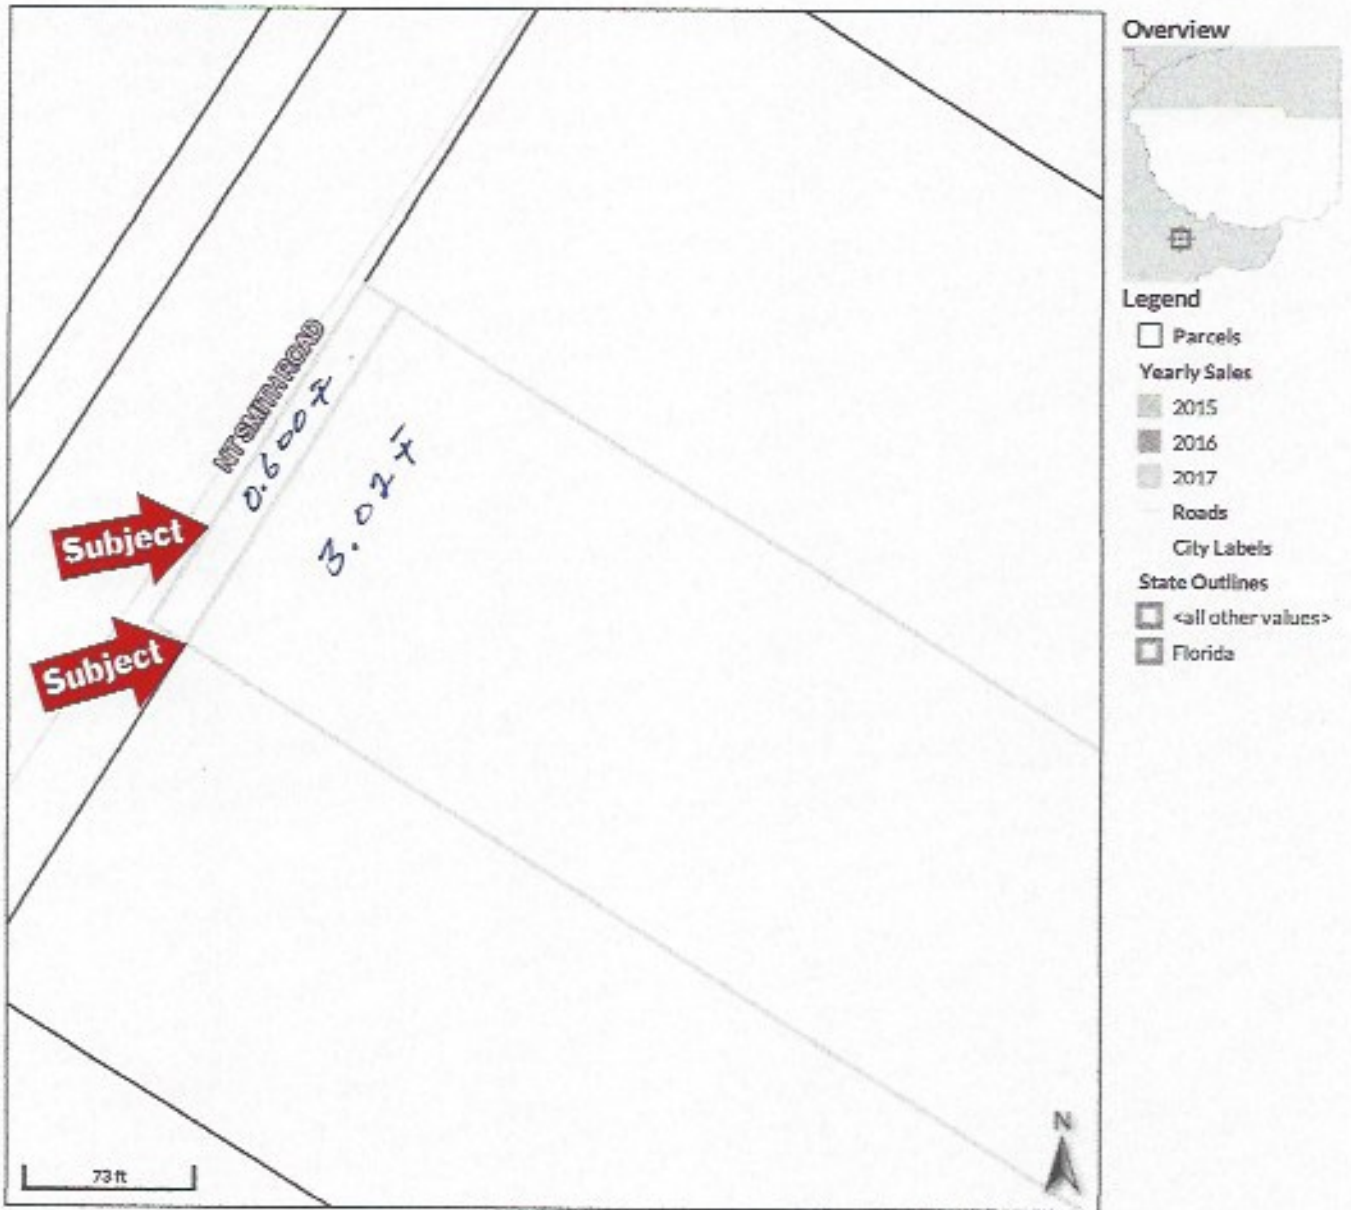 Overview
Legend
Parcels
Yearly Sales
2015
2016
2017
Roads
City Labels
State Outlines
<all other values>
Florida
NT SMITH ROAD
0.600
3.02
Subject
Subject
73 ft
N